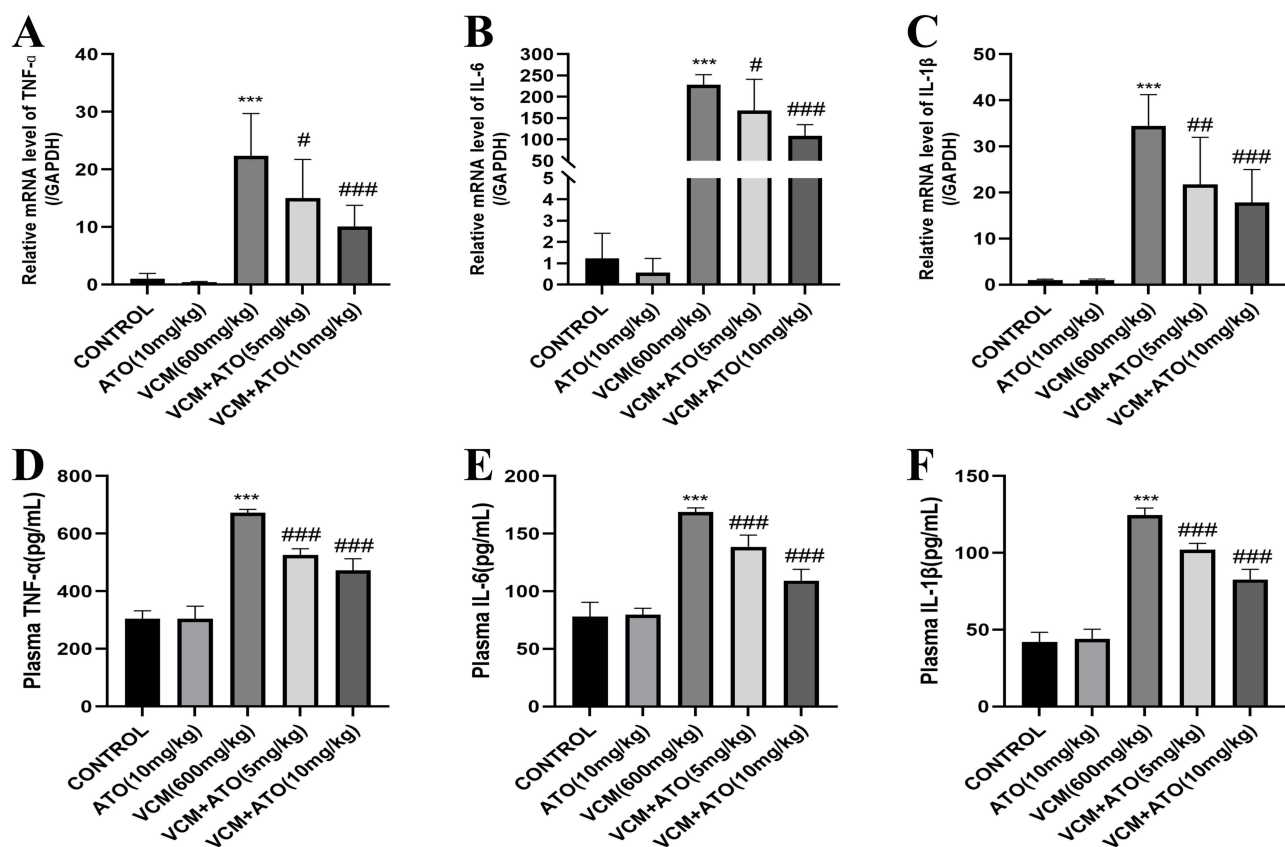 A
Relative mRNA level of TNF-α
(/GAPDH)
40
30
20
10
0
***
#
###
CONTROL
ATO(10mg/kg)
VCM(600mg/kg)
VCM+ATO(5mg/kg)
VCM+ATO(10mg/kg)
B
Relative mRNA level of IL-6
(/GAPDH)
300
250
200
150
100
50
5
4
3
2
1
0
***
#
###
CONTROL
ATO(10mg/kg)
VCM(600mg/kg)
VCM+ATO(5mg/kg)
VCM+ATO(10mg/kg)
C
Relative mRNA level of IL-1β
(/GAPDH)
50
40
30
20
10
0
***
##
###
CONTROL
ATO(10mg/kg)
VCM(600mg/kg)
VCM+ATO(5mg/kg)
VCM+ATO(10mg/kg)
D
Plasma TNF-α(pg/mL)
800
600
400
200
0
***
###
###
CONTROL
ATO(10mg/kg)
VCM(600mg/kg)
VCM+ATO(5mg/kg)
VCM+ATO(10mg/kg)
E
Plasma IL-6(pg/mL)
200
150
100
50
0
***
###
###
CONTROL
ATO(10mg/kg)
VCM(600mg/kg)
VCM+ATO(5mg/kg)
VCM+ATO(10mg/kg)
F
Plasma IL-1β(pg/mL)
150
100
50
0
***
###
###
CONTROL
ATO(10mg/kg)
VCM(600mg/kg)
VCM+ATO(5mg/kg)
VCM+ATO(10mg/kg)